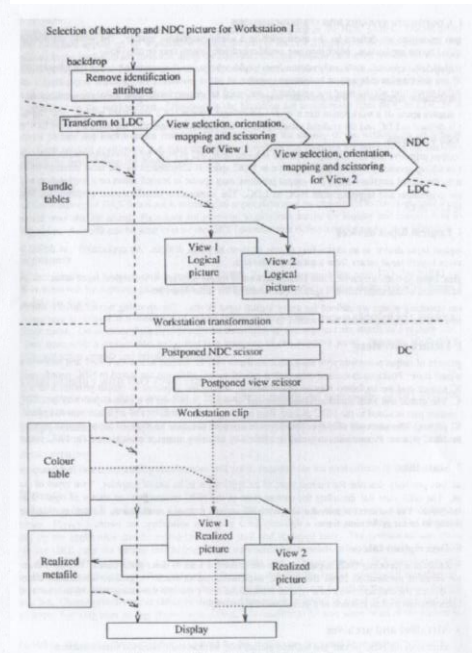 Selection of backdrop and NDC picture for Workstation 1
backdrop
Remove identification
attributes
Transform to LDC
View selection, orientation,
mapping and scissoring
for View 1
NDC
View selection, orientation,
mapping and scissoring
for View 2
LDC
Bundle
tables
View 1
Logical
picture
View 2
Logical
picture
Workstation transformation
DC
Postponed NDC scissor
Postponed view scissor
Workstation clip
Colour
table
View 1
Realized
picture
View 2
Realized
picture
Realized
metafile
Display